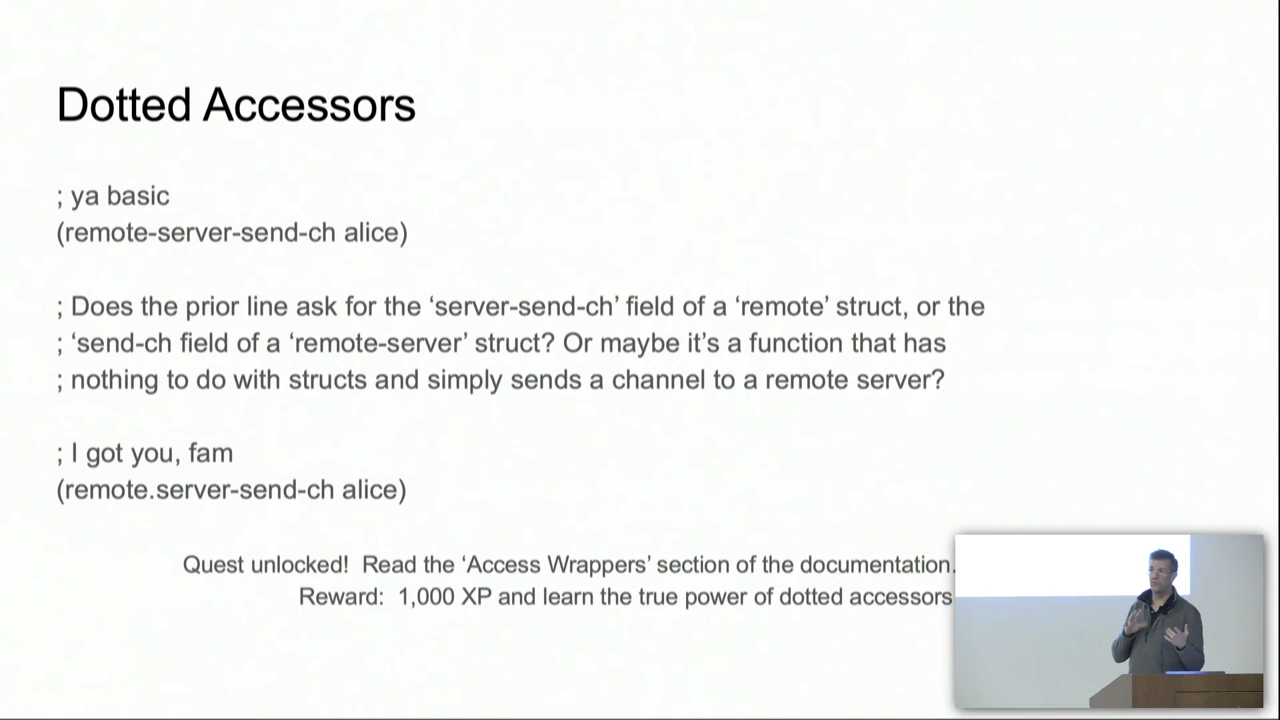 Dotted Accessors
; ya basic
(remote-server-send-ch alice)
; Does the prior line ask for the ‘server-send-ch’ field of a ‘remote’ struct, or the
; ‘send-ch field of a ‘remote-server’ struct? Or maybe it’s a function that has
; nothing to do with structs and simply sends a channel to a remote server?
; I got you, fam
(remote.server-send-ch alice)
Quest unlocked!  Read the ‘Access Wrappers’ section of the documentation.
Reward:  1,000 XP and learn the true power of dotted accessors